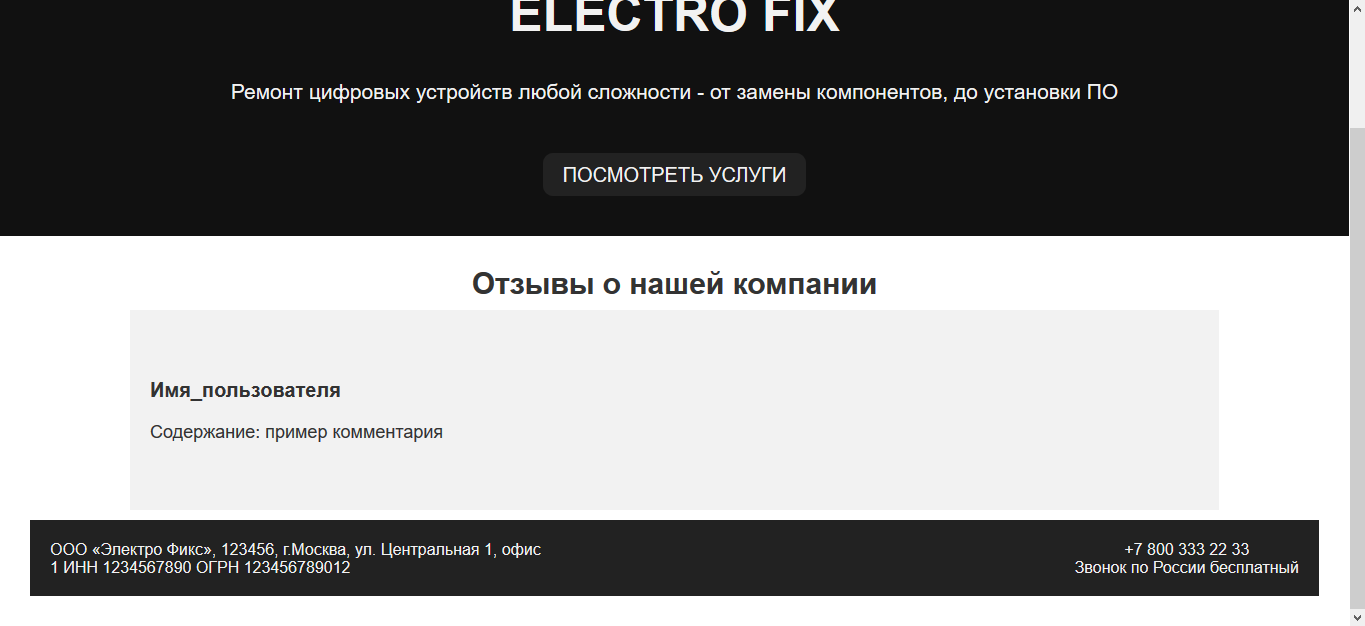 ELECTRO FIX
Ремонт цифровых устройств любой сложности - от замены компонентов, до установки ПО
ПОСМОТРЕТЬ УСЛУГИ
Отзывы о нашей компании
Имя_пользователя
Содержание: пример комментария
ООО «Электро Фикс», 123456, г.Москва, ул. Центральная 1, офис
1 ИНН 1234567890 ОГРН 123456789012
+7 800 333 22 33
Звонок по России бесплатный